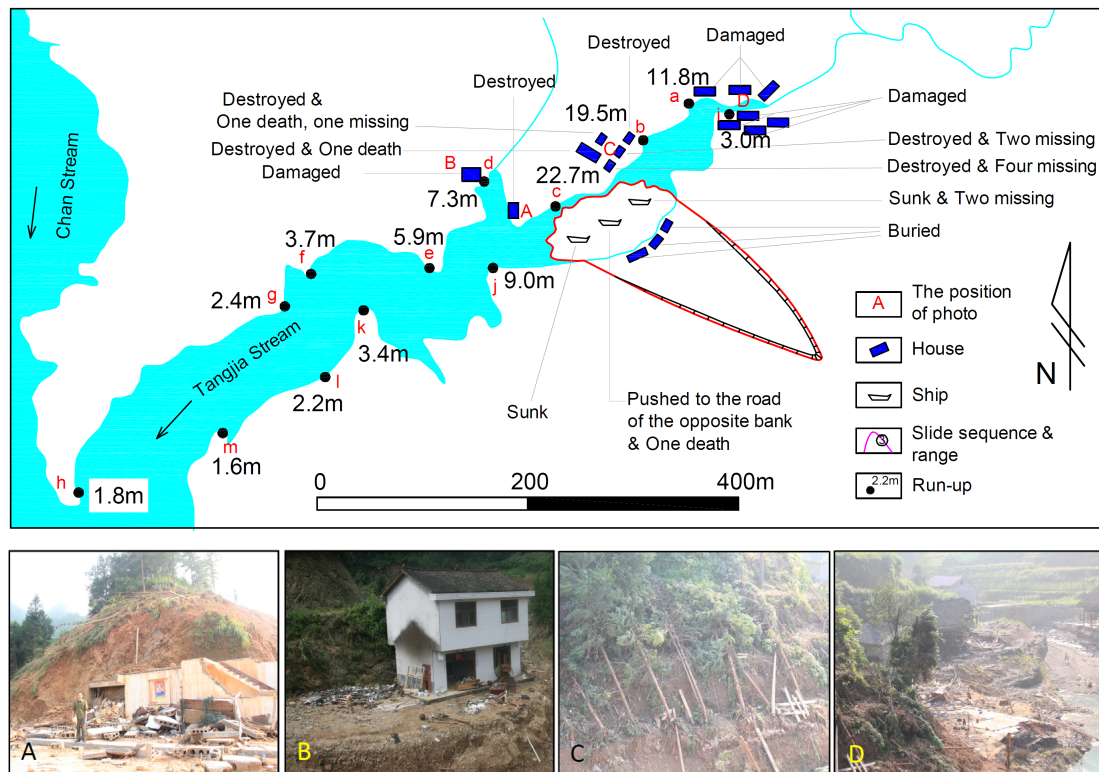 Damaged
Destroyed
Destroyed
11.8m
a
D
Destroyed &
One death, one missing
19.5m
b
i
3.0m
Damaged
Destroyed & One death
C
Destroyed & Two missing
Damaged
B
d
22.7m
Destroyed & Four missing
7.3m
A
c
Sunk & Two missing
Chan Stream
5.9m
Buried
3.7m
f
e
j
9.0m
g
2.4m
k
3.4m
Tangjia Stream
l
2.2m
Sunk
Pushed to the road
of the opposite bank
& One death
m
1.6m
h
1.8m
0
200
400m
N
A
The position
of photo
House
Ship
3
Slide sequence &
range
2.2m
Run-up
A
B
C
D